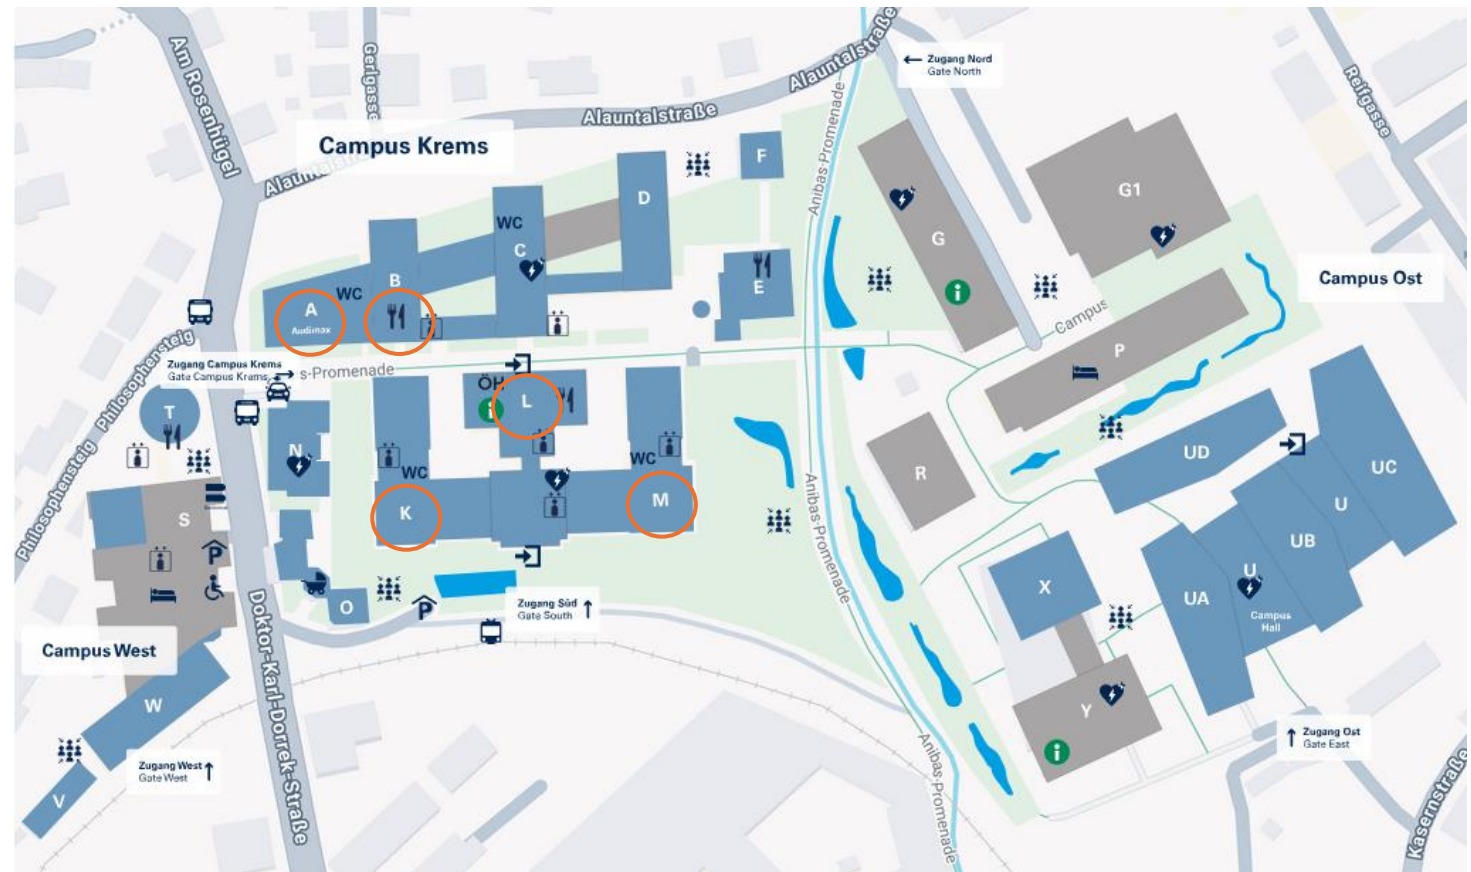 Am Rosenhügel
Gerlgasse
Alauntalstraße
Alauntalstraße
Alauntalstraße
Zugang Nord
Gate North
Reifgasse
Campus Krems
Anibas-Promenade
F
D
WC
C
B
WC
A
Audimax
E
G
G1
Campus Ost
Campus
P
Philosophensteig
Philosophensteig
Zugang Campus Krems
Gate Campus Krems
s-Promenade
ÖH
L
T
N
WC
WC
K
M
S
P
R
UD
UC
U
UB
U
UA
Campus
Hall
X
Y
Anibas-Promenade
O
P
Zugang Süd
Gate South
Campus West
W
Zugang West
Gate West
V
Doktor-Karl-Dorrek-Straße
Anibas-Promenade
Zugang Ost
Gate East
Kasernstraße